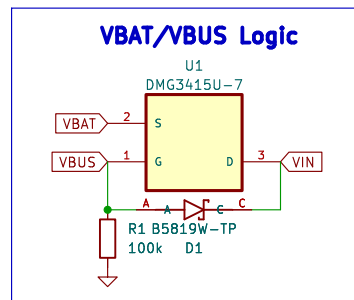 VBAT/VBUS Logic
U1
DMG3415U-7
VBAT 2 S
VBUS 1 G D 3 VIN
A A C C
R1 B5819W-TP
100k D1